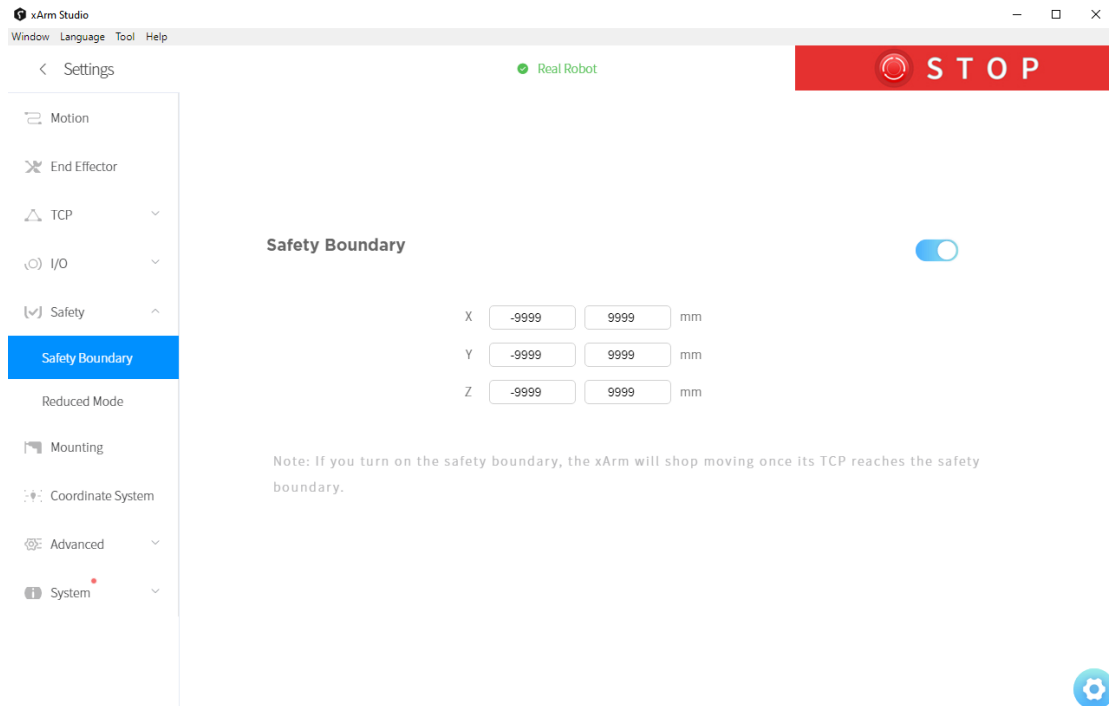 xArm Studio
Window Language Tool Help
Settings
Real Robot
STOP
Motion
End Effector
TCP
I/O
Safety
Safety Boundary
Reduced Mode
Mounting
Coordinate System
Advanced
System
Safety Boundary
X -9999 9999 mm
Y -9999 9999 mm
Z -9999 9999 mm
Note: If you turn on the safety boundary, the xArm will shop moving once its TCP reaches the safety
boundary.